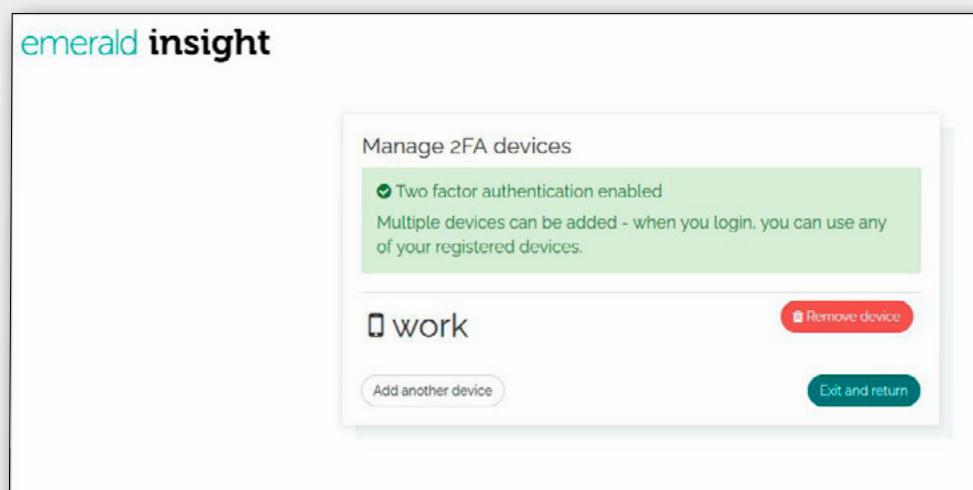 emerald insight
Manage 2FA devices
Two factor authentication enabled
Multiple devices can be added - when you login, you can use any
of your registered devices.
work
Remove device
Add another device
Exit and return